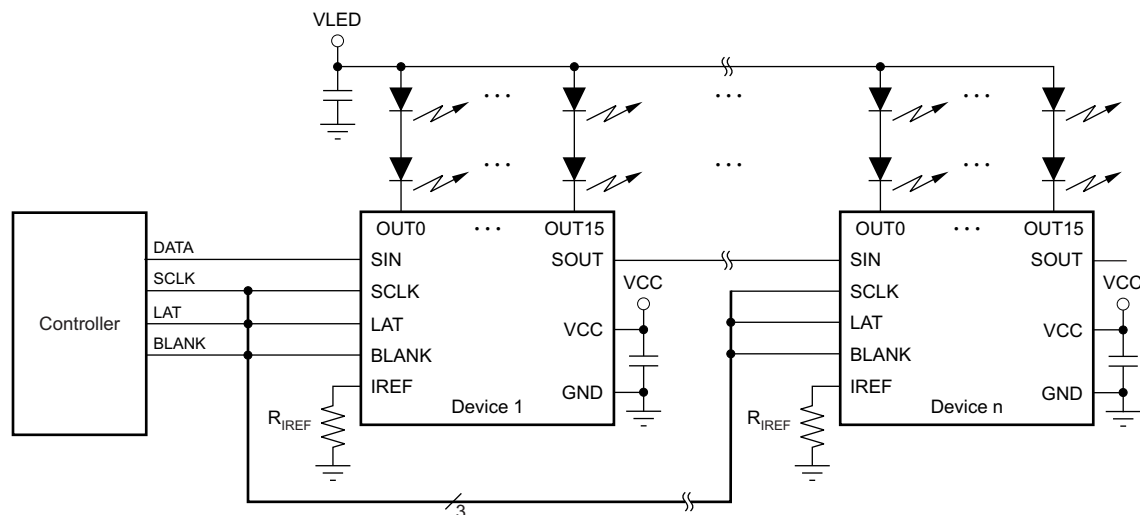 VLED
... ...
... ... ...
... ... ...
OUT0 ... OUT15
OUT0 ... OUT15
DATA
SIN
SOUT
SIN
SOUT
SCLK
SCLK
VCC
SCLK
VCC
Controller
LAT
LAT
VCC
LAT
VCC
BLANK
BLANK
BLANK
IREF
GND
IREF
GND
Device 1
Device n
RIREF
RIREF
3